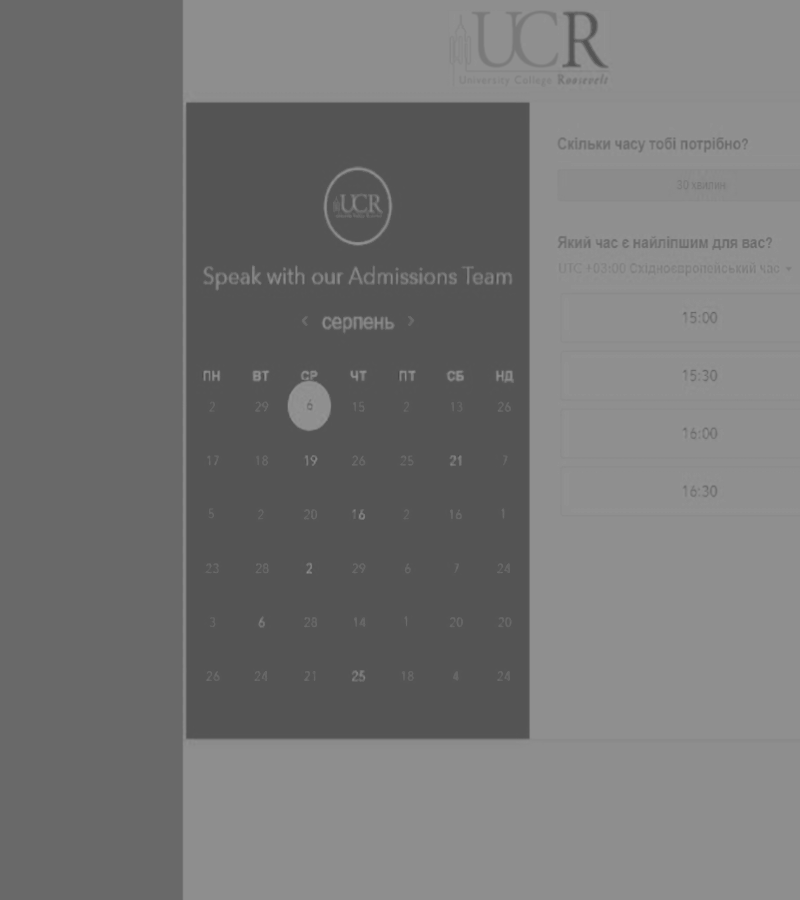 UCR
University College Roosevelt
UCR
Speak with our Admissions Team
< серпень >
ПН ВТ СР ЧТ ПТ СБ НД
2 29 6 15 2 13 26
17 18 19 26 25 21 7
5 2 20 16 2 16 1
23 28 2 29 6 7 24
3 6 28 14 1 20 20
26 24 21 25 18 4 24
Скільки часу тобі потрібно?
30 хвилин
Який час є найліпшим для вас?
UTC +03:00 Східноєвропейський час
15:00
15:30
16:00
16:30